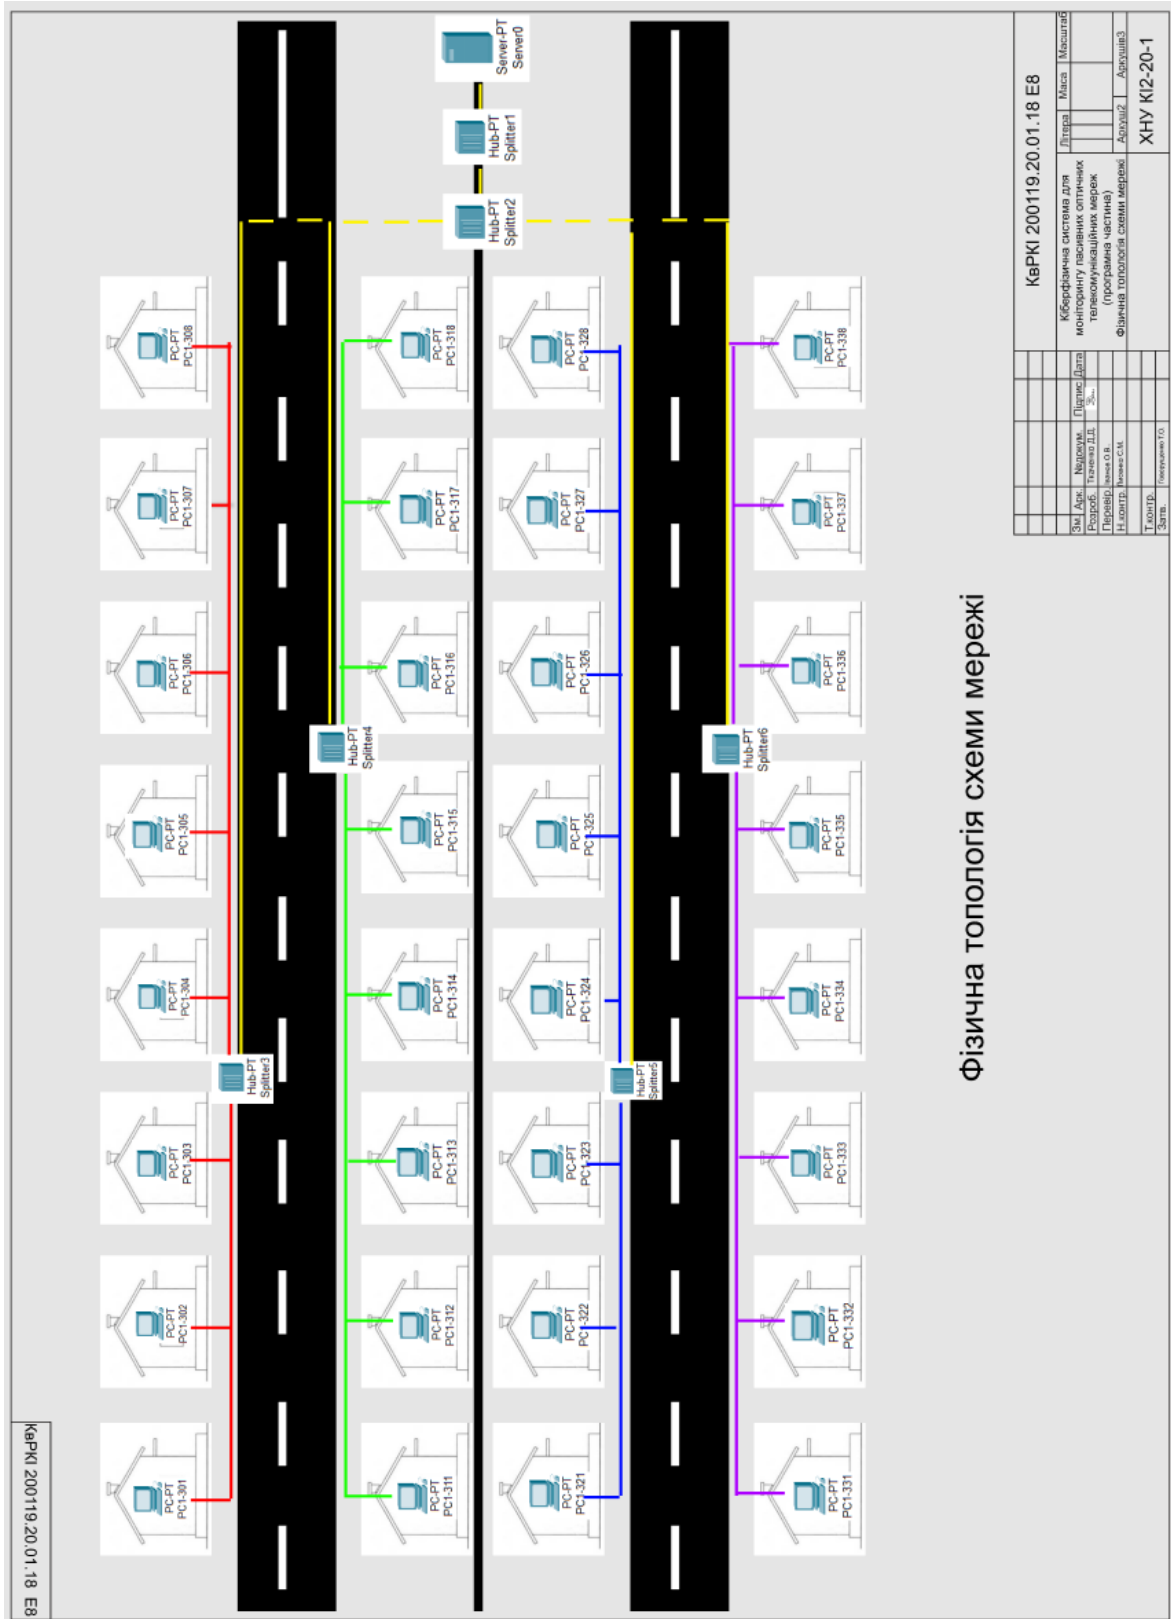 КвРКІ 200119.20.01.18 Е8
Server-PT
Server0
Hub-PT
Splitter1
Hub-PT
Splitter2
PC-PT
PC1-301
PC-PT
PC1-302
PC-PT
PC1-303
PC-PT
PC1-304
PC-PT
PC1-305
PC-PT
PC1-306
PC-PT
PC1-307
PC-PT
PC1-308
Hub-PT
Splitter3
Hub-PT
Splitter4
PC-PT
PC1-311
PC-PT
PC1-312
PC-PT
PC1-313
PC-PT
PC1-314
PC-PT
PC1-315
PC-PT
PC1-316
PC-PT
PC1-317
PC-PT
PC1-318
PC-PT
PC1-321
PC-PT
PC1-322
PC-PT
PC1-323
PC-PT
PC1-324
PC-PT
PC1-325
PC-PT
PC1-326
PC-PT
PC1-327
PC-PT
PC1-328
Hub-PT
Splitter5
Hub-PT
Splitter6
PC-PT
PC1-331
PC-PT
PC1-332
PC-PT
PC1-333
PC-PT
PC1-334
PC-PT
PC1-335
PC-PT
PC1-336
PC-PT
PC1-337
PC-PT
PC1-338
Фізична топологія схеми мережі
КвРКІ 200119.20.01.18 Е8
Зм. Арк. №докум. Підпис Дата
Розроб. Ткаченко Д.Д.
Перевір. Іванов О.В.
Н.контр.
Т.контр.
Затв.
Кіберфізична система для
моніторингу пасивних оптичних
телекомунікаційних мереж
(програмна частина)
Фізична топологія схеми мережі
Літера Маса Масштаб
Аркуш2 Аркушів3
ХНУ КІ2-20-1